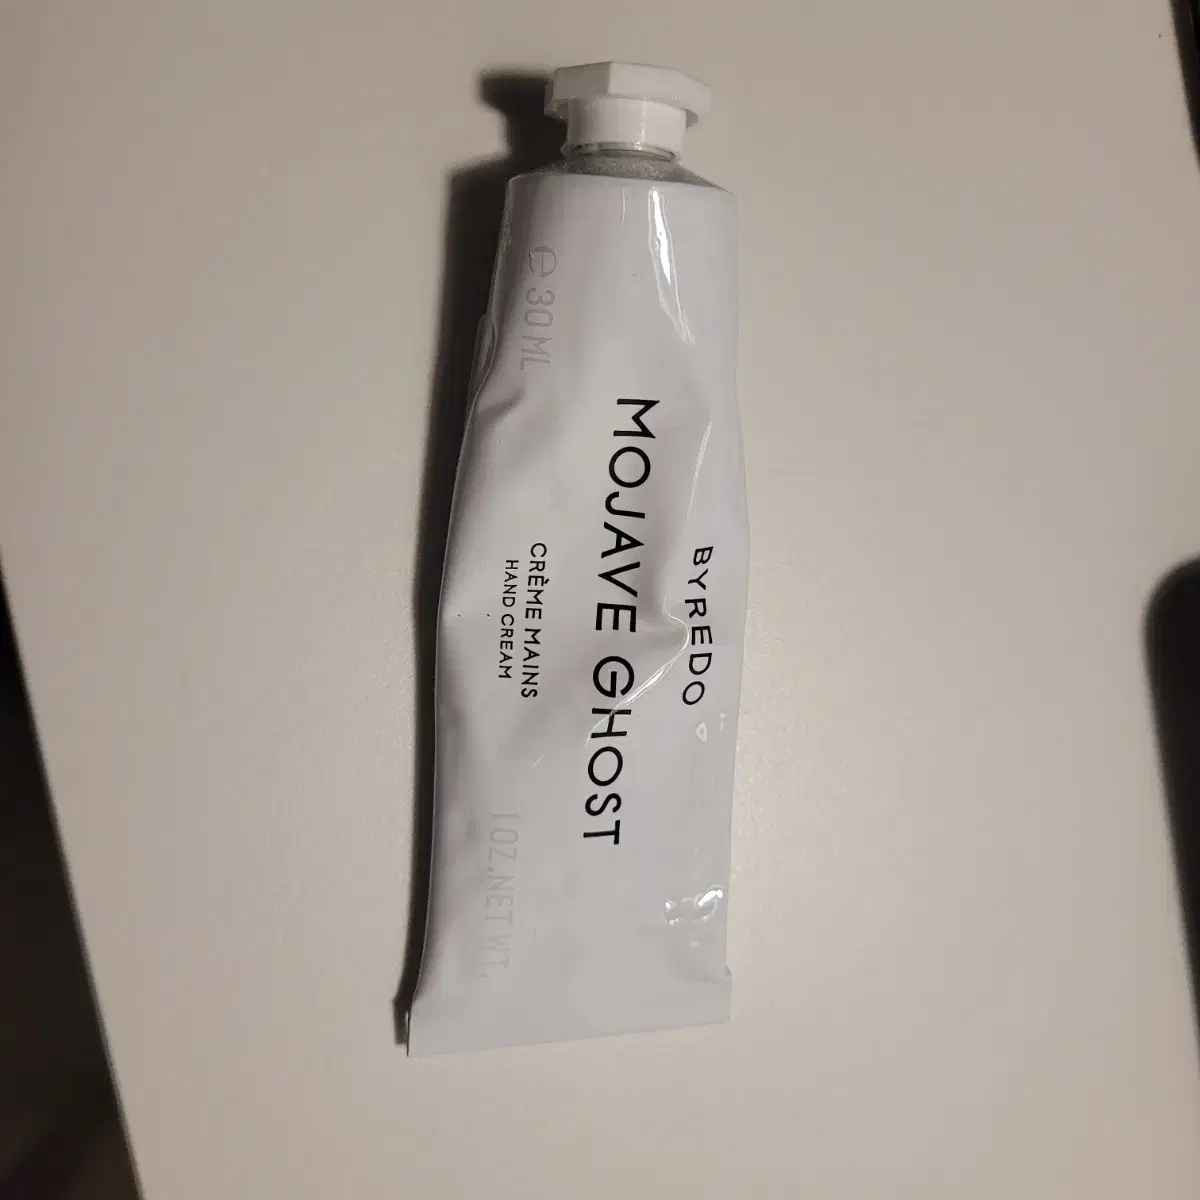 BYREDO
MOJAVE GHOST
CRÈME MAINS
HAND CREAM
e 30 ML
1 OZ.NET WT.